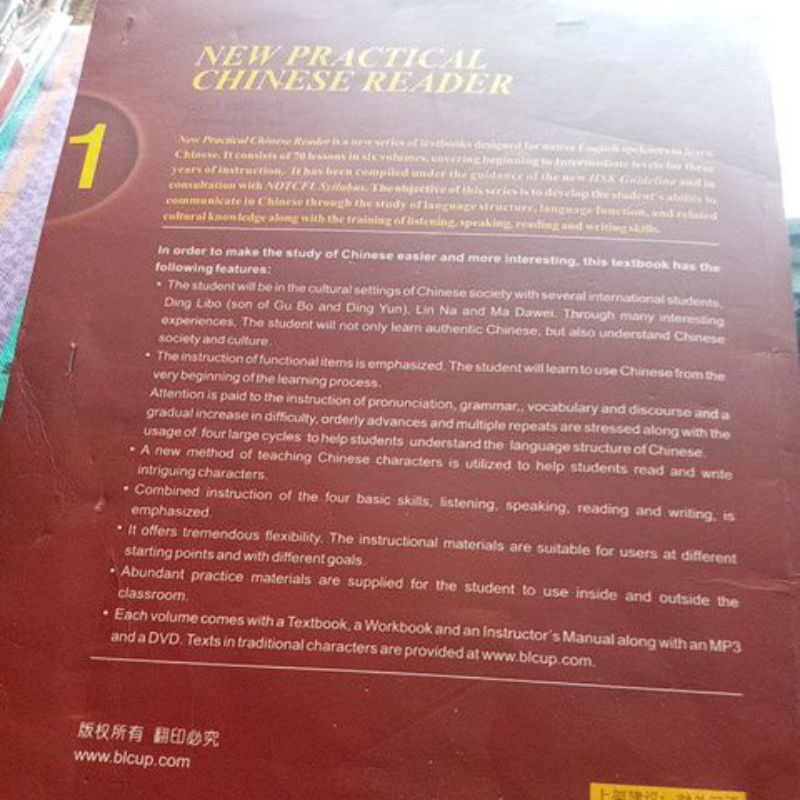 NEW PRACTICAL
CHINESE READER
1
New Practical Chinese Reader is a new series of textbooks designed for native English speakers to learn
Chinese. It consists of 70 lessons in six volumes, covering beginning to intermediate levels for three
years of instruction. It has been compiled under the guidance of the new HSK Guideline and in
consultation with NOTCFL Syllabus. The objective of this series is to develop the student's ability to
communicate in Chinese through the study of language structure, language function, and related
cultural knowledge along with the training of listening, speaking, reading and writing skills.
In order to make the study of Chinese easier and more interesting, this textbook has the
following features:
• The student will be in the cultural settings of Chinese society with several international students,
Ding Libo (son of Gu Bo and Ding Yun), Lin Na and Ma Dawei. Through many interesting
experiences, The student will not only learn authentic Chinese, but also understand Chinese
society and culture.
• The instruction of functional items is emphasized. The student will learn to use Chinese from the
very beginning of the learning process.
Attention is paid to the instruction of pronunciation, grammar,, vocabulary and discourse and a
gradual increase in difficulty, orderly advances and multiple repeats are stressed along with the
usage of four large cycles to help students understand the language structure of Chinese.
• A new method of teaching Chinese characters is utilized to help students read and write
intriguing characters.
• Combined instruction of the four basic skills, listening, speaking, reading and writing, is
emphasized.
• It offers tremendous flexibility. The instructional materials are suitable for users at different
starting points and with different goals.
• Abundant practice materials are supplied for the student to use inside and outside the
classroom.
• Each volume comes with a Textbook, a Workbook and an Instructor's Manual along with an MP3
and a DVD. Texts in traditional characters are provided at www.blcup.com.
版权所有 翻印必究
www.blcup.com